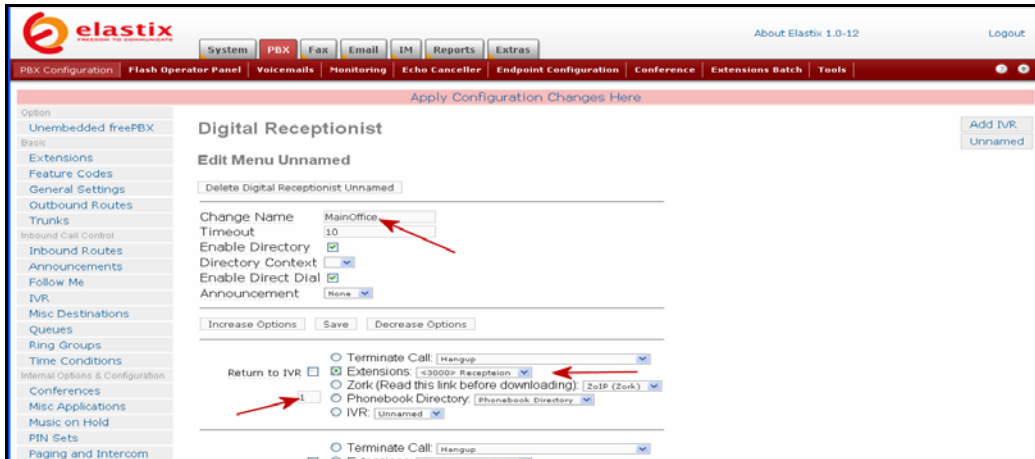 elastix
FREEDOM TO COMMUNICATE
About Elastix 1.0-12
Logout
System PBX Fax Email IM Reports Extras
PBX Configuration Flash Operator Panel Voicemails Monitoring Echo Canceller Endpoint Configuration Conference Extensions Batch Tools
Apply Configuration Changes Here
Option
Unembedded freePBX
Basic
Extensions
Feature Codes
General Settings
Outbound Routes
Trunks
Inbound Call Control
Inbound Routes
Announcements
Follow Me
IVR
Misc Destinations
Queues
Ring Groups
Time Conditions
Internal Options & Configuration
Conferences
Misc Applications
Music on Hold
PIN Sets
Paging and Intercom
Digital Receptionist
Add IVR
Unnamed
Edit Menu Unnamed
Delete Digital Receptionist Unnamed
Change Name MainOffice
Timeout 10
Enable Directory
Directory Context
Enable Direct Dial
Announcement None
Increase Options Save Decrease Options
Terminate Call: Hangup
Return to IVR Extensions: <3000> Recepteion
Zork (Read this link before downloading): ZoIP (Zork)
1 Phonebook Directory: Phonebook Directory
IVR: Unnamed
Terminate Call: Hangup